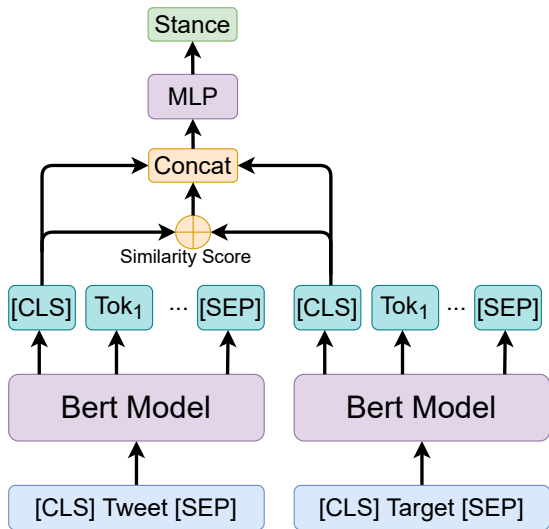 Stance
MLP
Concat
Similarity Score
[CLS] Tok₁ ... [SEP] [CLS] Tok₁ ... [SEP]
Bert Model Bert Model
[CLS] Tweet [SEP] [CLS] Target [SEP]